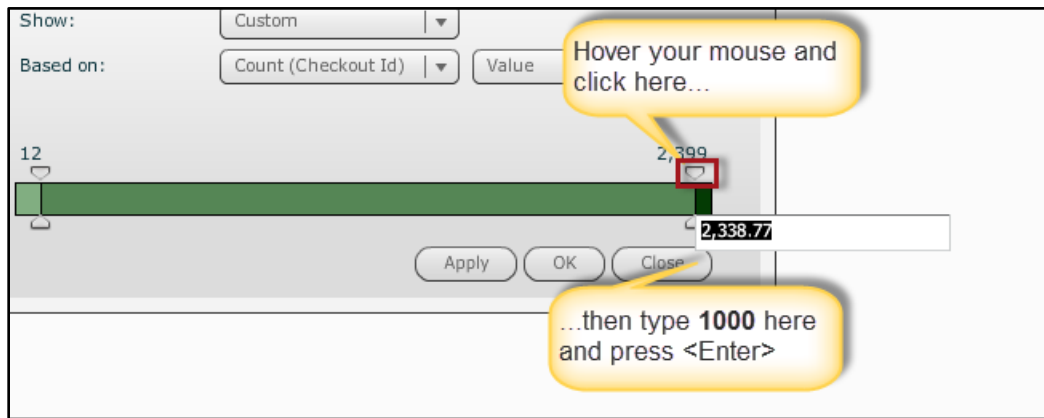 Show: Custom
Based on: Count (Checkout Id) Value
Hover your mouse and
click here...
12 2,399
2,338.77
Apply OK Close
...then type 1000 here
and press <Enter>